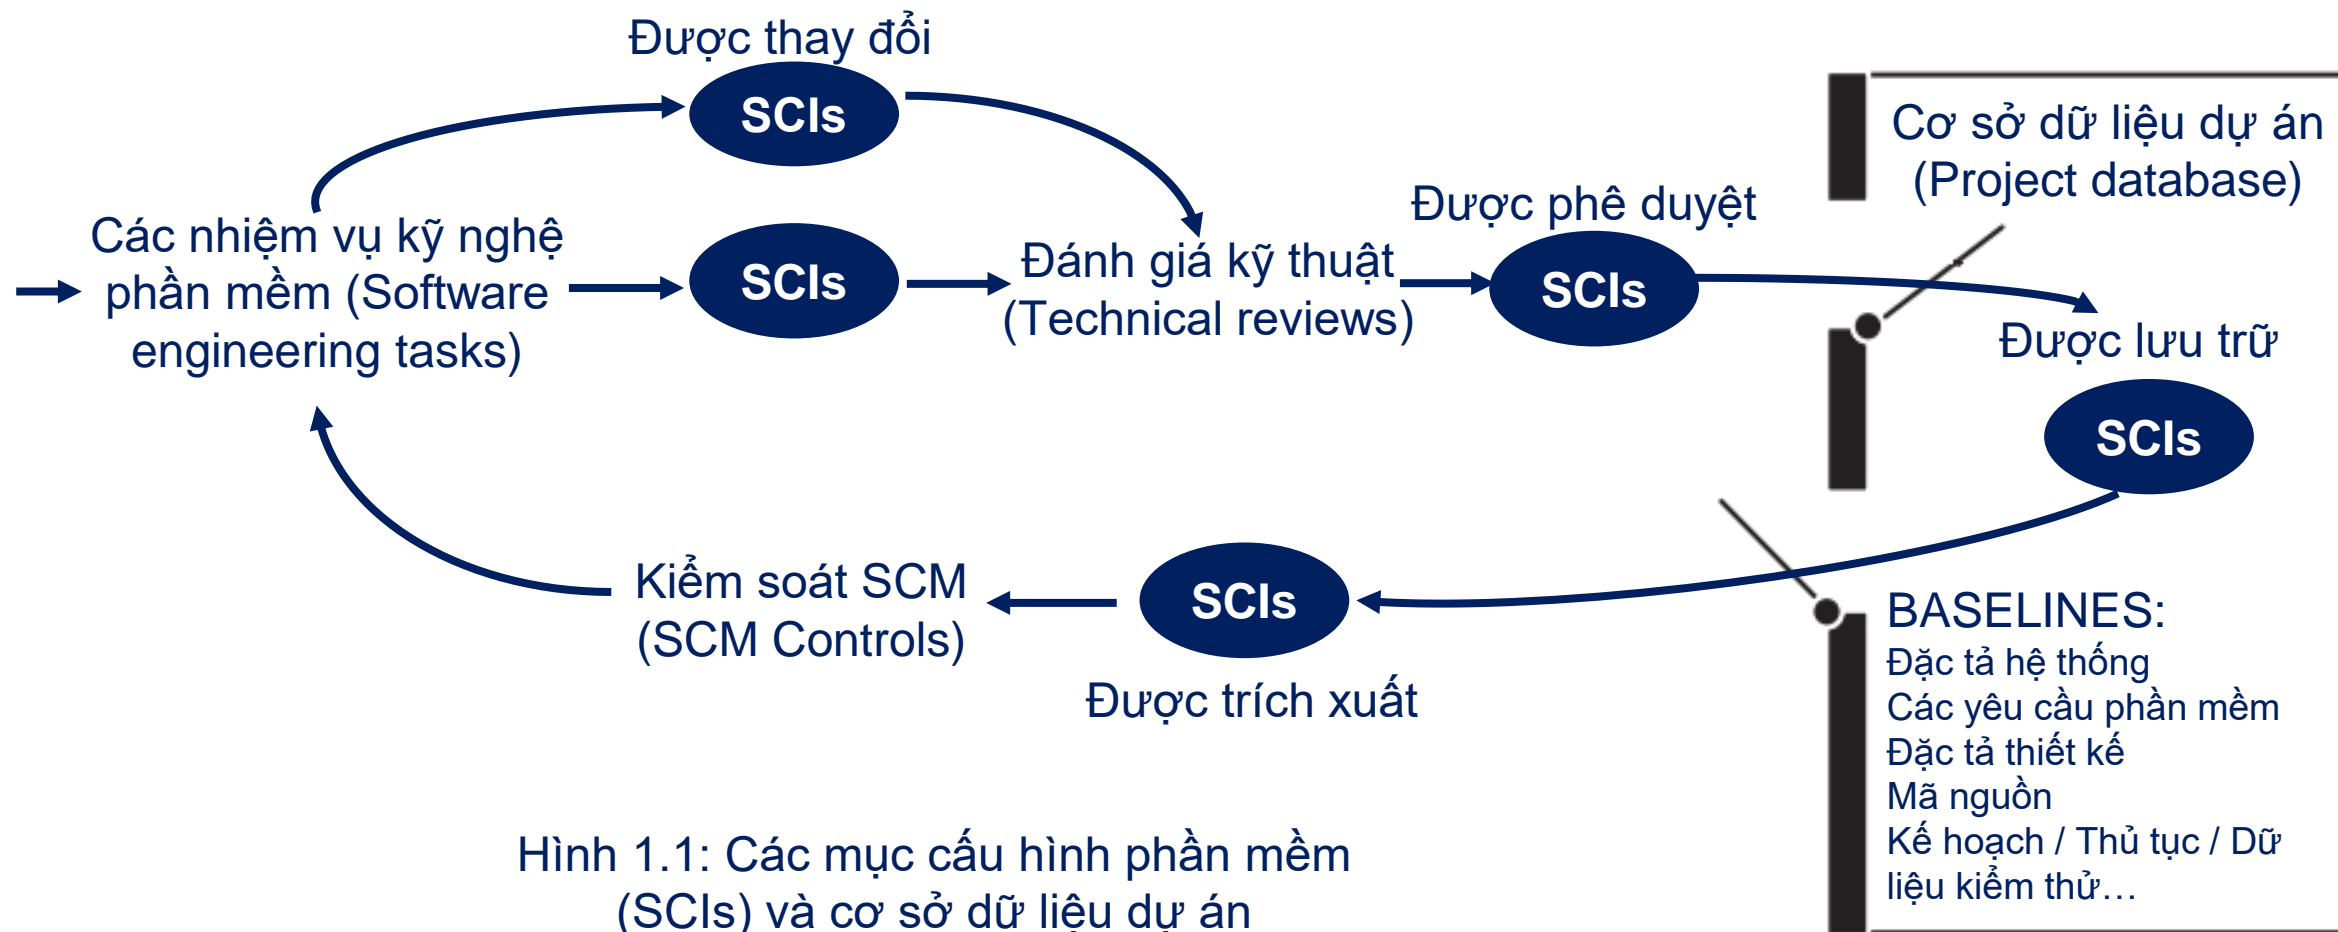 Được thay đổi
SCIs
Cơ sở dữ liệu dự án
(Project database)
Các nhiệm vụ kỹ nghệ
phần mềm (Software
engineering tasks)
SCIs
Đánh giá kỹ thuật
(Technical reviews)
Được phê duyệt
SCIs
Được lưu trữ
SCIs
Kiểm soát SCM
(SCM Controls)
SCIs
Được trích xuất
BASELINES:
Đặc tả hệ thống
Các yêu cầu phần mềm
Đặc tả thiết kế
Mã nguồn
Kế hoạch / Thủ tục / Dữ
liệu kiểm thử…
Hình 1.1: Các mục cấu hình phần mềm
(SCIs) và cơ sở dữ liệu dự án